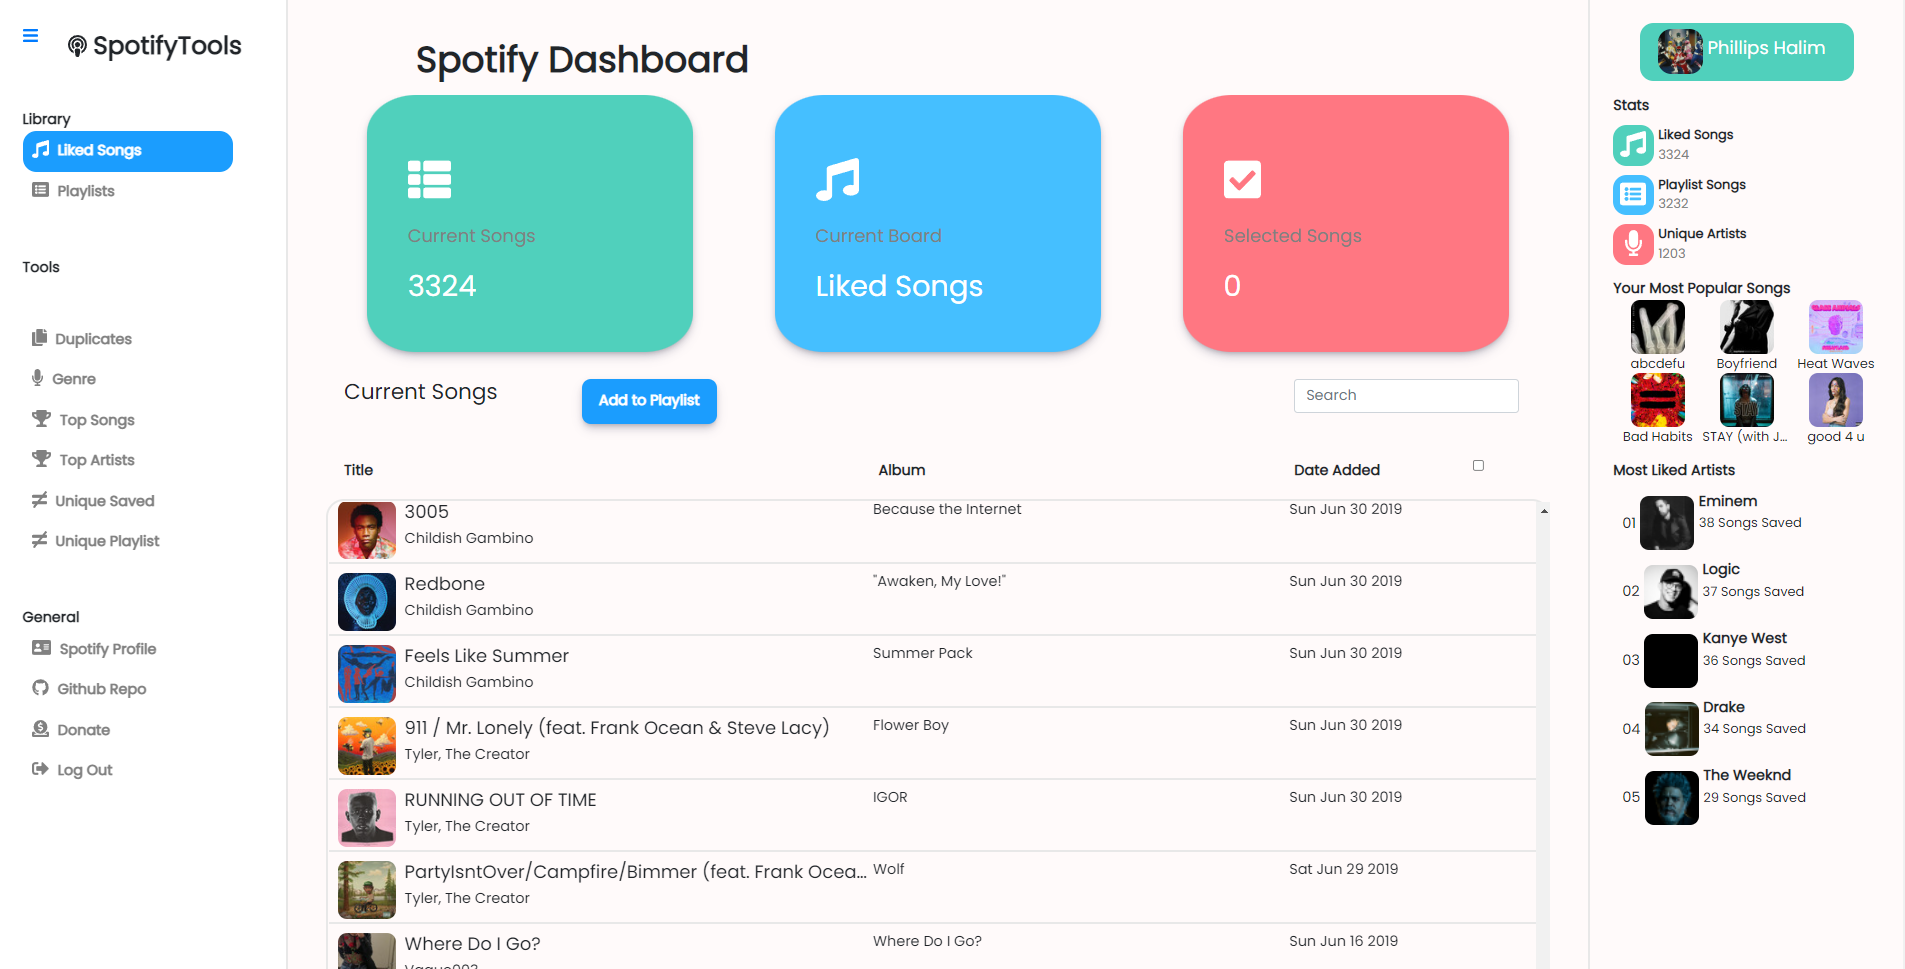 SpotifyTools
Library
Liked Songs
Playlists
Tools
Duplicates
Genre
Top Songs
Top Artists
Unique Saved
Unique Playlist
General
Spotify Profile
Github Repo
Donate
Log Out
Spotify Dashboard
Current Songs
3324
Current Board
Liked Songs
Selected Songs
0
Current Songs
Add to Playlist
Search
Title Album Date Added
3005 Because the Internet Sun Jun 30 2019
Childish Gambino
Redbone "Awaken, My Love!" Sun Jun 30 2019
Childish Gambino
Feels Like Summer Summer Pack Sun Jun 30 2019
Childish Gambino
911 / Mr. Lonely (feat. Frank Ocean & Steve Lacy) Flower Boy Sun Jun 30 2019
Tyler, The Creator
RUNNING OUT OF TIME IGOR Sun Jun 30 2019
Tyler, The Creator
PartyIsntOver/Campfire/Bimmer (feat. Frank Ocea... Wolf Sat Jun 29 2019
Tyler, The Creator
Where Do I Go? Where Do I Go? Sun Jun 16 2019
Phillips Halim
Stats
Liked Songs
3324
Playlist Songs
3232
Unique Artists
1203
Your Most Popular Songs
abcdefu Boyfriend Heat Waves
Bad Habits STAY (with J... good 4 u
Most Liked Artists
01 Eminem
38 Songs Saved
02 Logic
37 Songs Saved
03 Kanye West
36 Songs Saved
04 Drake
34 Songs Saved
05 The Weeknd
29 Songs Saved